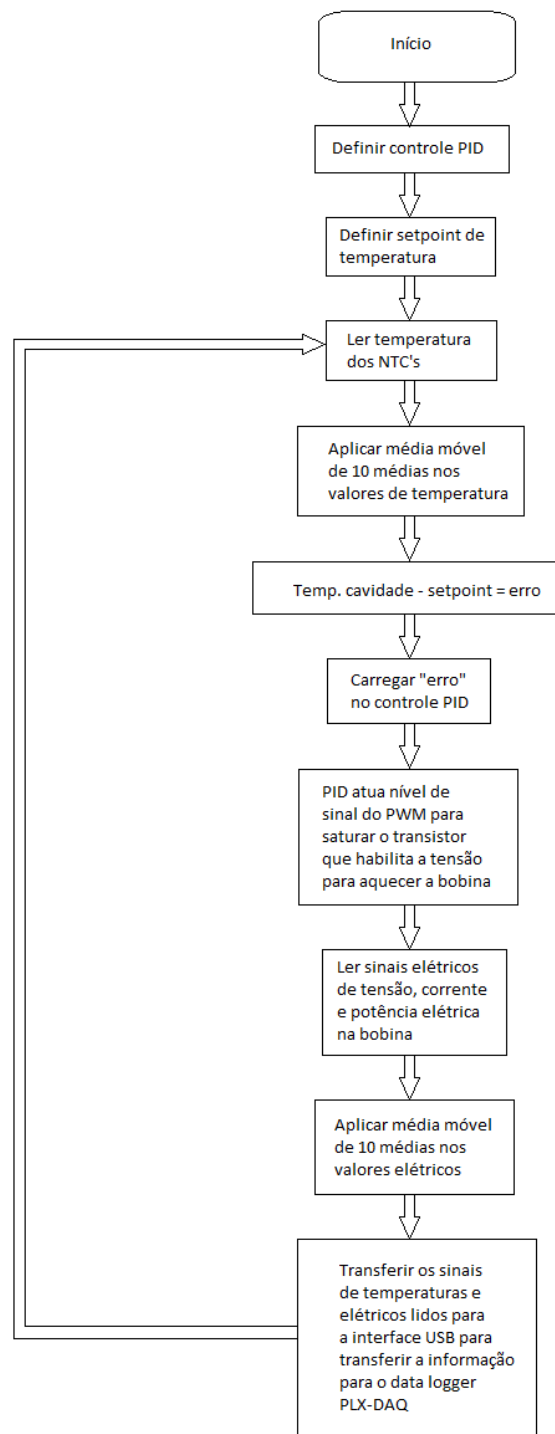 Início
Definir controle PID
Definir setpoint de
temperatura
Ler temperatura
dos NTC's
Aplicar média móvel
de 10 médias nos
valores de temperatura
Temp. cavidade - setpoint = erro
Carregar "erro"
no controle PID
PID atua nível de
sinal do PWM para
saturar o transistor
que habilita a tensão
para aquecer a bobina
Ler sinais elétricos
de tensão, corrente
e potência elétrica
na bobina
Aplicar média móvel
de 10 médias nos
valores elétricos
Transferir os sinais
de temperaturas e
elétricos lidos para
a interface USB para
transferir a informação
para o data logger
PLX-DAQ